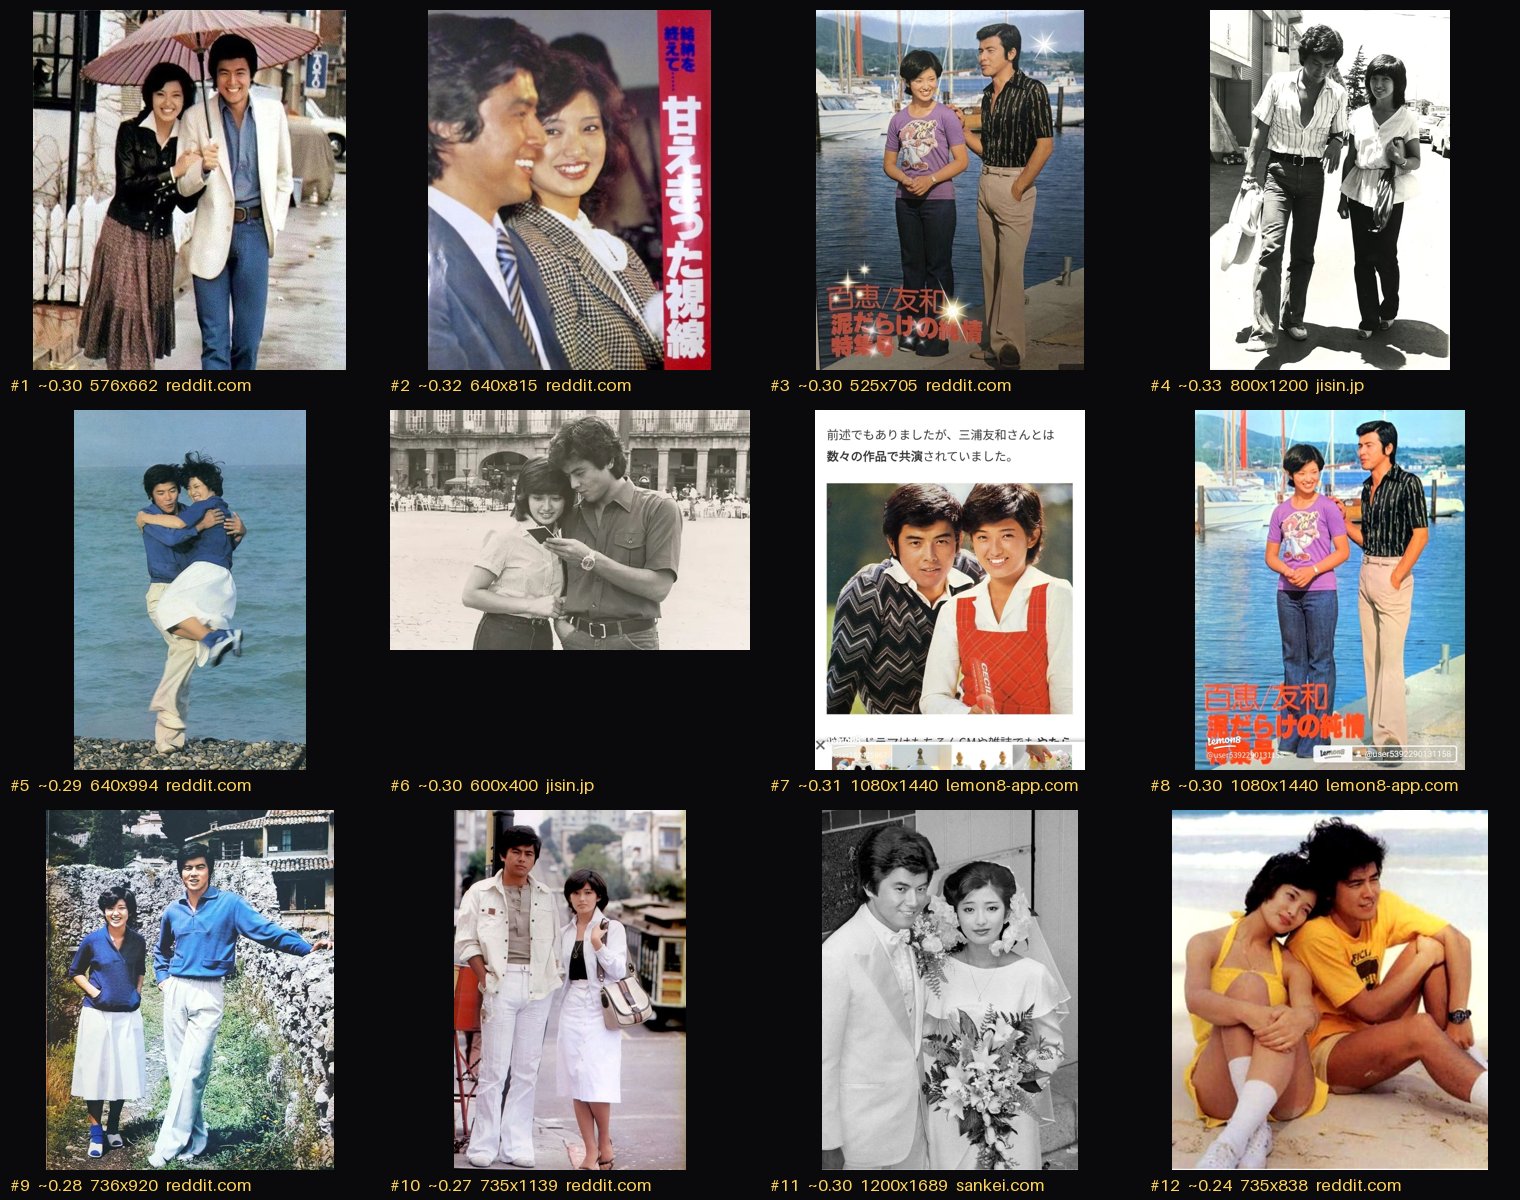 TOYOTA
#1 ~0.30 576x662 reddit.com
結納を
終えて……
甘えまった視線
#2 ~0.32 640x815 reddit.com
百恵/友和
泥だらけの純情
特集号
#3 ~0.30 525x705 reddit.com
#4 ~0.33 800x1200 jisin.jp
#5 ~0.29 640x994 reddit.com
#6 ~0.30 600x400 jisin.jp
前述でもありましたが、三浦友和さんとは
数々の作品で共演されていました。
CECIL
#7 ~0.31 1080x1440 lemon8-app.com
百恵/友和
泥だらけの純情
lemon8
@user5392290131158
lemon8 @user5392290131158
#8 ~0.30 1080x1440 lemon8-app.com
#9 ~0.28 736x920 reddit.com
#10 ~0.27 735x1139 reddit.com
#11 ~0.30 1200x1689 sankei.com
#12 ~0.24 735x838 reddit.com